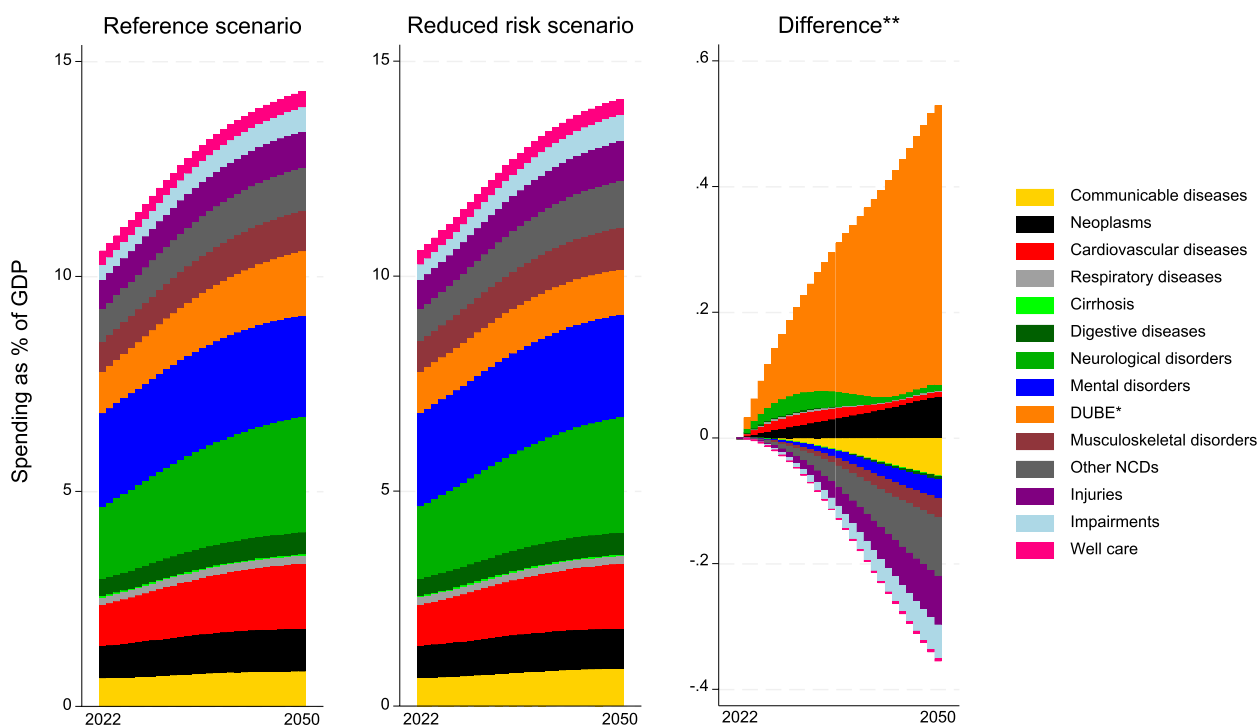 Reference scenario
Reduced risk scenario
Difference**
Spending as % of GDP
15
10
5
0
2022
2050
15
10
5
0
2022
2050
.6
.4
.2
0
-.2
-.4
2022
2050
Communicable diseases
Neoplasms
Cardiovascular diseases
Respiratory diseases
Cirrhosis
Digestive diseases
Neurological disorders
Mental disorders
DUBE*
Musculoskeletal disorders
Other NCDs
Injuries
Impairments
Well care